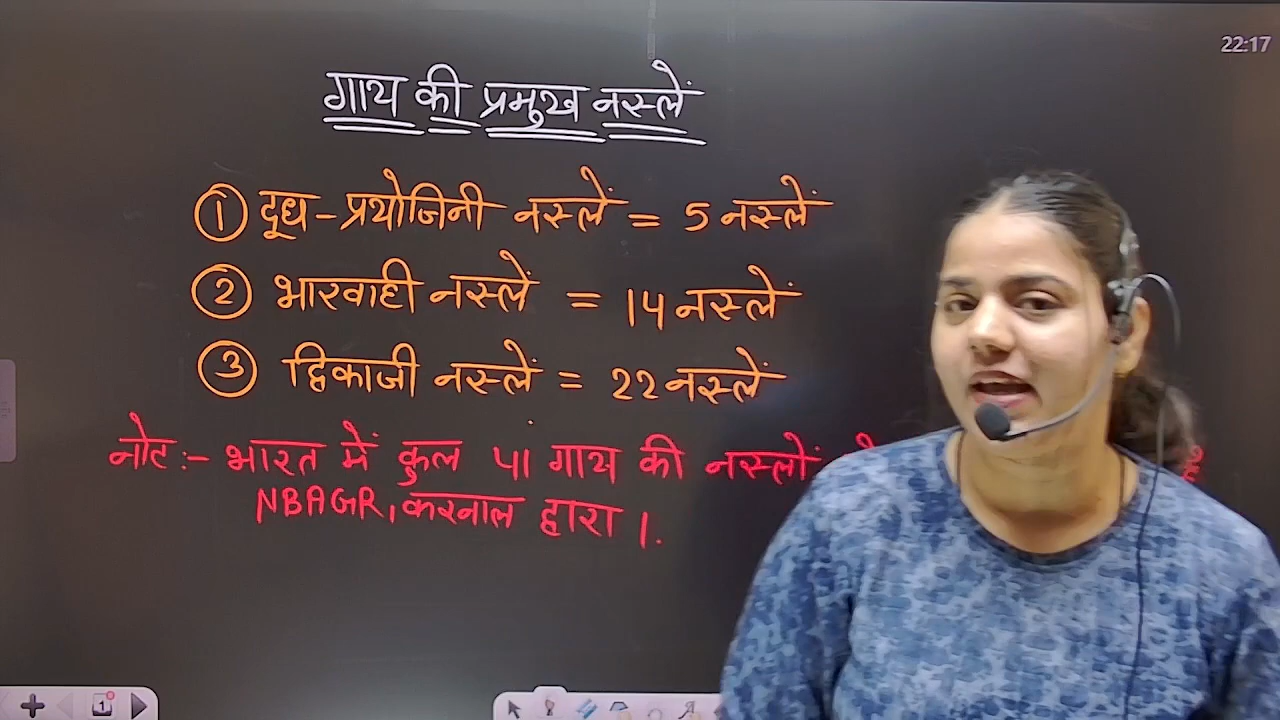 22:17
गाय की प्रमुख नस्लें
① दूध-प्रयोजिनी नस्लें = 5 नस्लें
② भारवाही नस्लें = 14 नस्लें
③ द्विकाजी नस्लें = 22 नस्लें
नोट :- भारत में कुल 41 गाय की नस्लों
NBAGR, करनाल द्वारा ।.
1